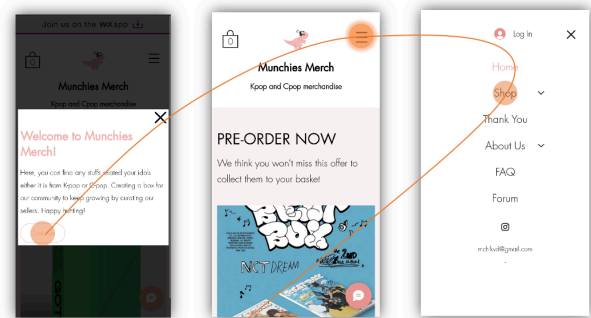 Join us on the WiX spo
0
Munchies Merch
Kpop and Cpop merchandise
Welcome to Munchies
Merch!
Here, you can find any stuffs related your idols
either it is from Kpop or C-pop. Creating a box for
our community to keep growing by creating our
sellers. Happy hunting!
0
Munchies Merch
Kpop and Cpop merchandise
PRE-ORDER NOW
We think you won't miss this offer to
collect them to your basket!
NCT DREAM
Log In
Home
Shop
Thank You
About Us
FAQ
Forum